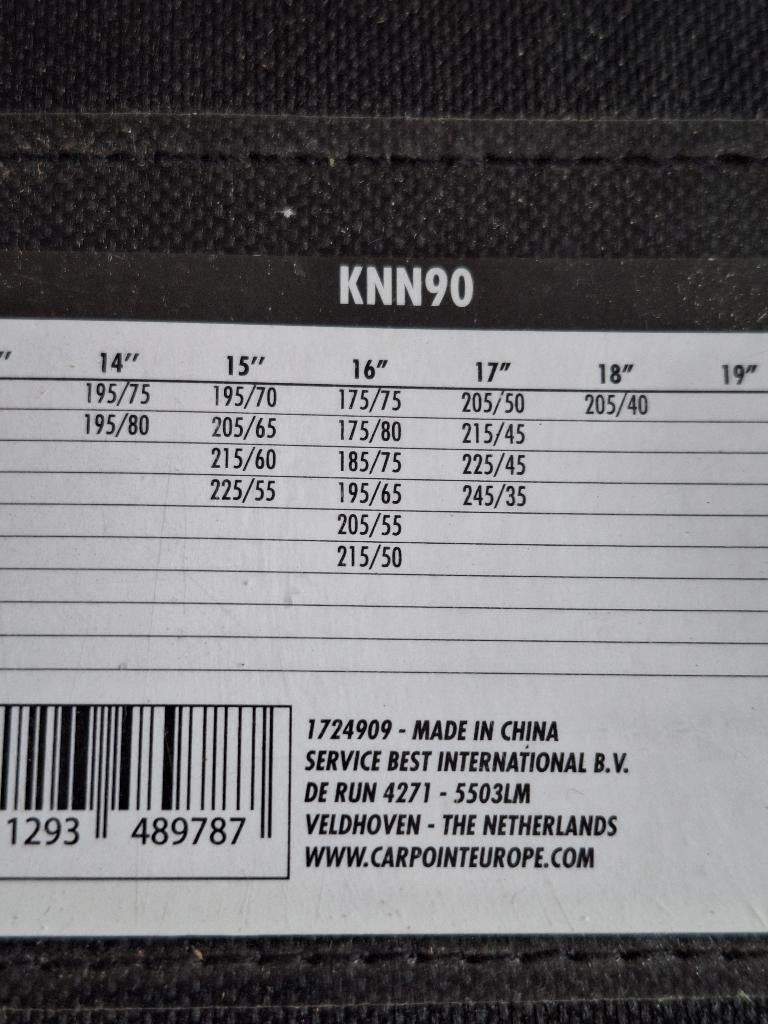 KNN90
'' 14'' 15'' 16" 17" 18" 19"
195/75 195/70 175/75 205/50 205/40
195/80 205/65 175/80 215/45
215/60 185/75 225/45
225/55 195/65 245/35
205/55
215/50
1724909 - MADE IN CHINA
SERVICE BEST INTERNATIONAL B.V.
DE RUN 4271 - 5503LM
VELDHOVEN - THE NETHERLANDS
WWW.CARPOINTEUROPE.COM
1293 489787